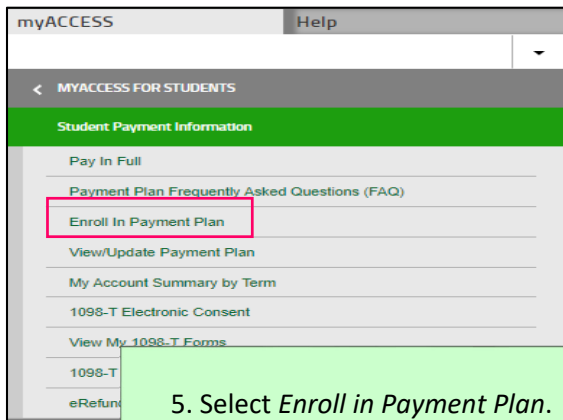 myACCESS Help
< MYACCESS FOR STUDENTS
Student Payment Information
Pay In Full
Payment Plan Frequently Asked Questions (FAQ)
Enroll In Payment Plan
View/Update Payment Plan
My Account Summary by Term
1098-T Electronic Consent
View My 1098-T Forms
1098-T
eRefund
5. Select Enroll in Payment Plan.